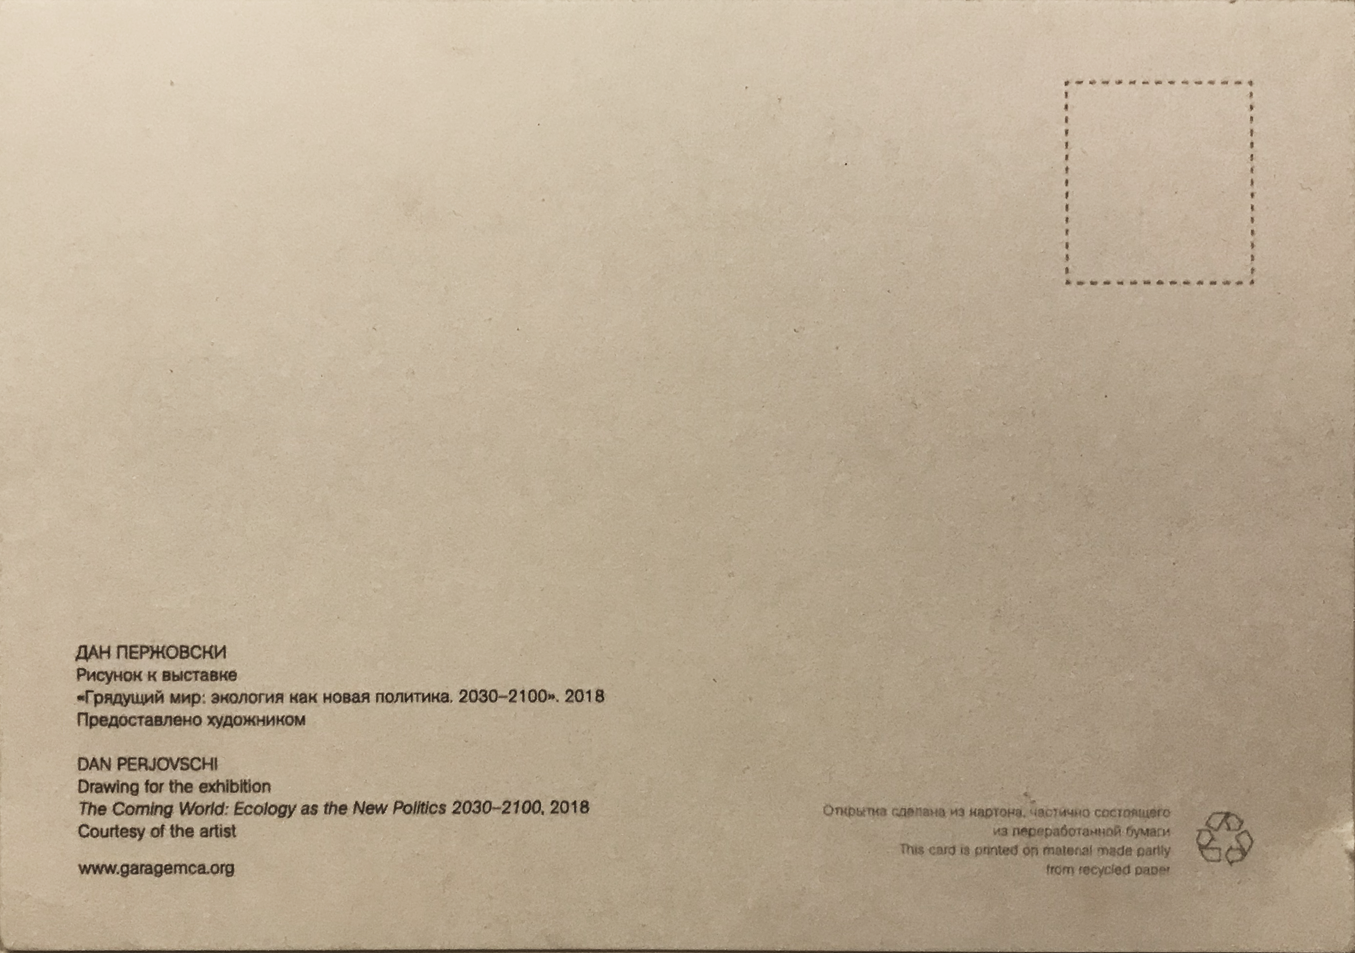 ДАН ПЕРЖОВСКИ
Рисунок к выставке
«Грядущий мир: экология как новая политика. 2030–2100». 2018
Предоставлено художником
DAN PERJOVSCHI
Drawing for the exhibition
The Coming World: Ecology as the New Politics 2030–2100, 2018
Courtesy of the artist
www.garagemca.org
Открытка сделана из картона, частично состоящего
из переработанной бумаги
This card is printed on material made partly
from recycled paper